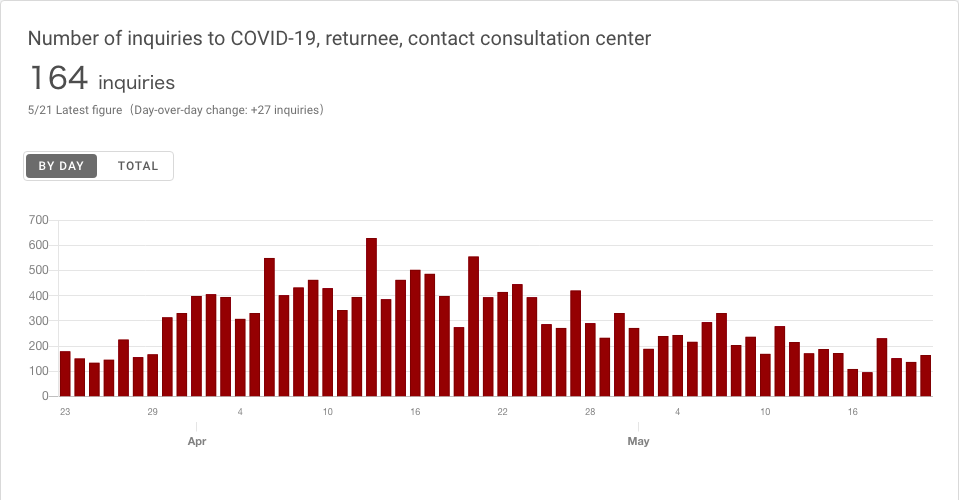 Number of inquiries to COVID-19, returnee, contact consultation center
164 inquiries
5/21 Latest figure（Day-over-day change: +27 inquiries）
BY DAY TOTAL
700
600
500
400
300
200
100
0
23 29 4 10 16 22 28 4 10 16
Apr May